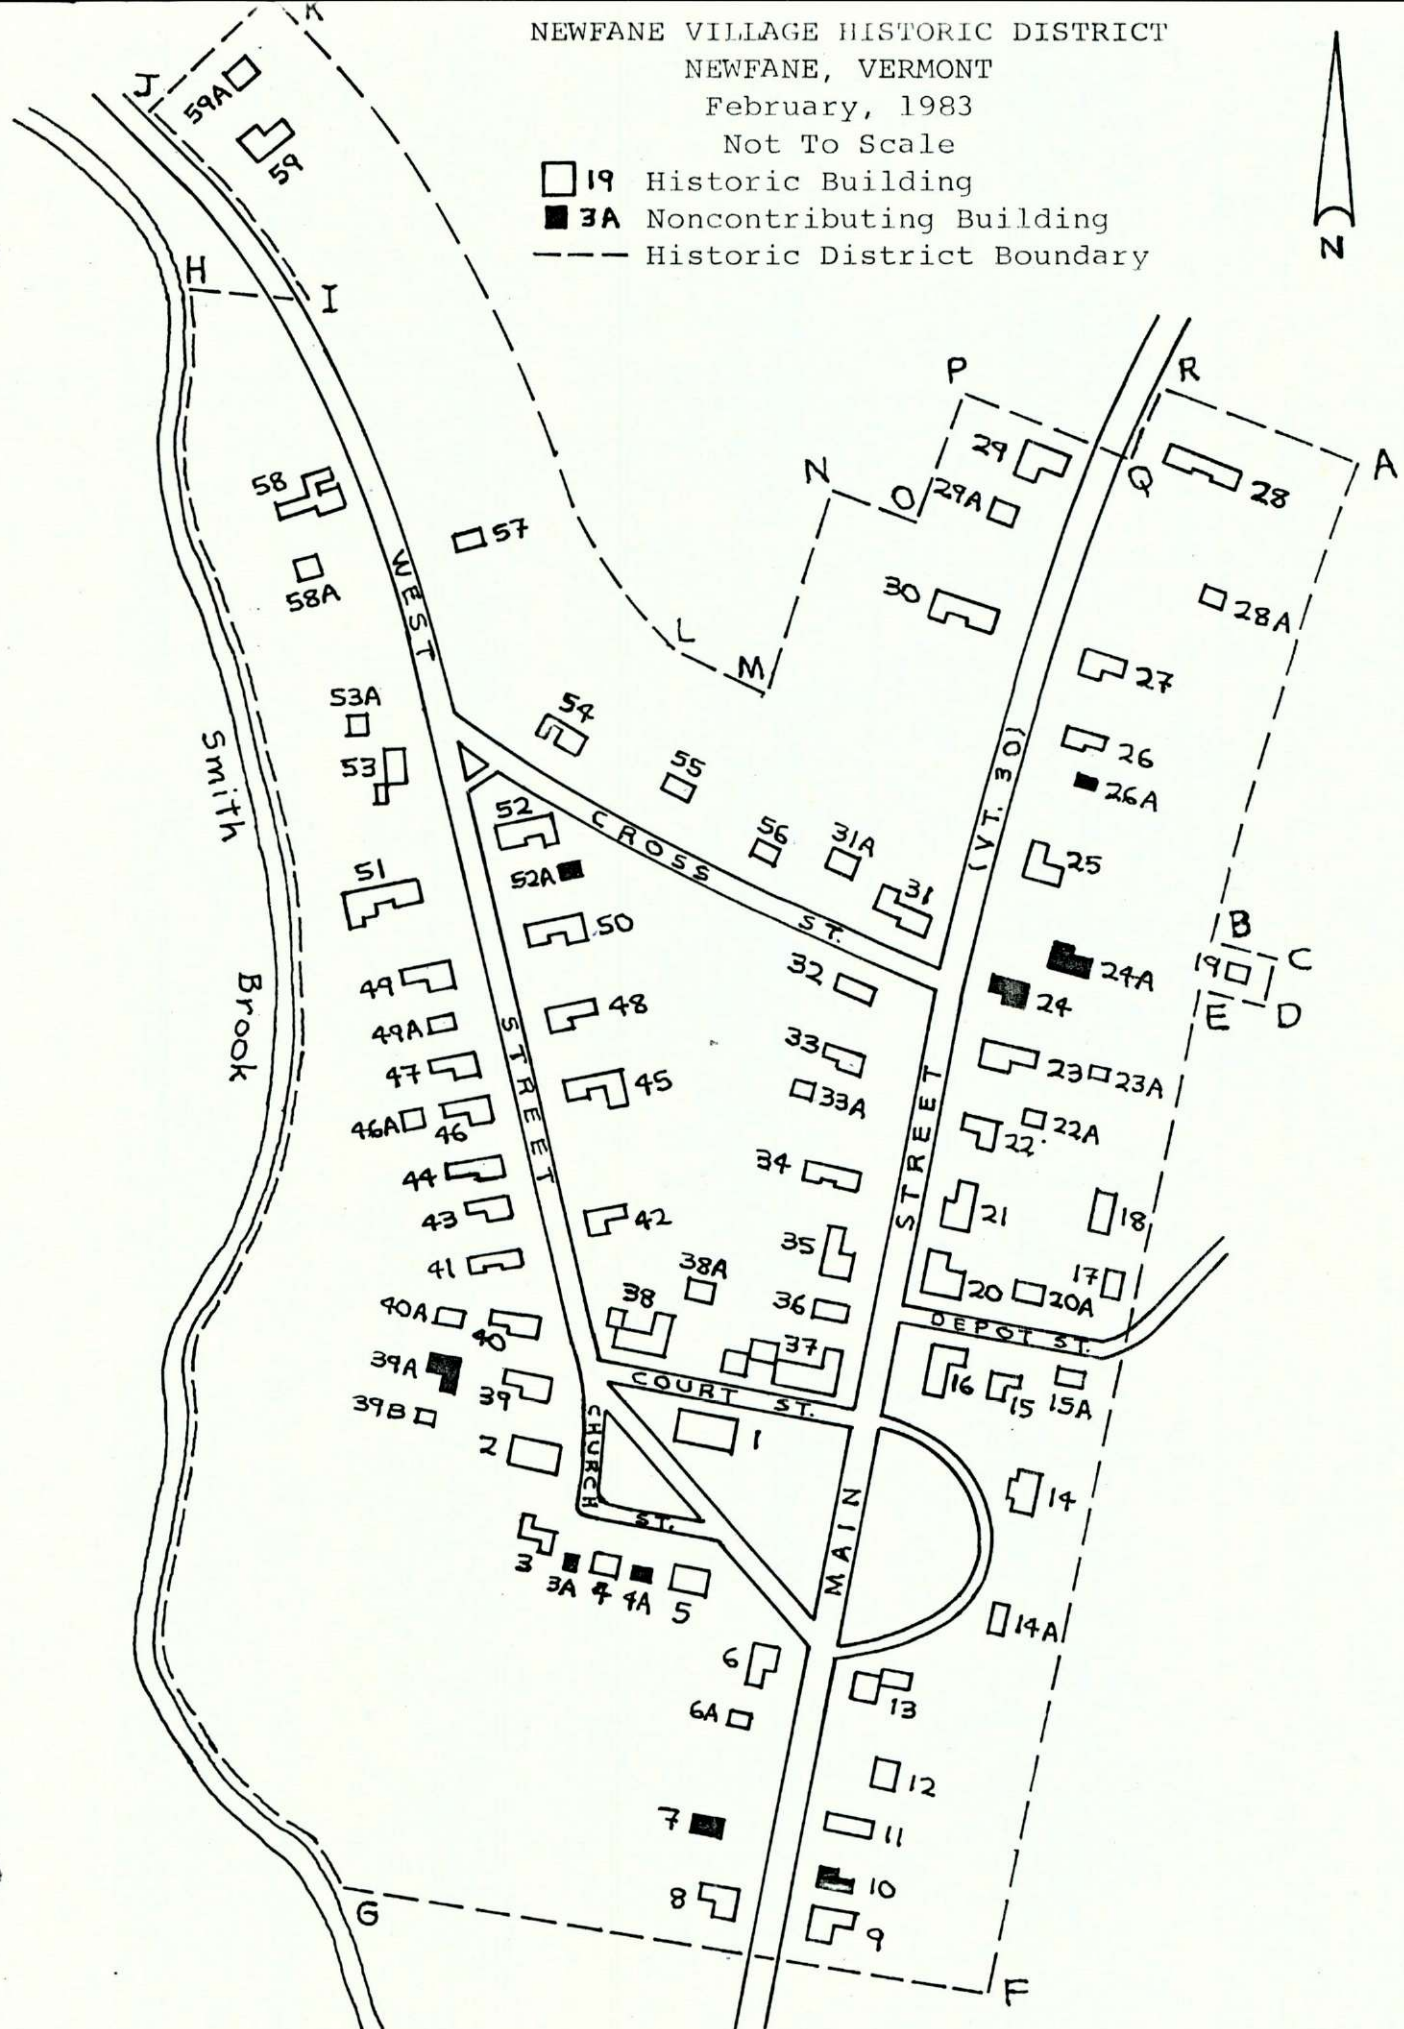 NEWFANE VILLAGE HISTORIC DISTRICT
NEWFANE, VERMONT
February, 1983
Not To Scale
19 Historic Building
3A Noncontributing Building
Historic District Boundary
N
K
J
59A
59
H
I
P
R
A
29
Q
28
N
O
29A
58
57
58A
30
28A
WEST
L
M
27
53A
54
(VT. 30)
26
Smith
53
55
26A
52
CROSS
56
31A
25
51
52A
31
50
ST.
B
C
49
32
24A
19
48
24
E
D
49A
STREET
33
STREET
Brook
47
45
23
23A
33A
46A
46
22
22A
44
34
43
42
21
18
41
35
38A
17
40A
40
38
36
20
20A
DEPOT ST.
39A
37
39
COURT ST.
16
15
15A
39B
2
CHURCH
1
14
ST.
MAIN
3
3A
4
4A
5
14A
6
13
6A
12
7
11
10
8
9
G
F